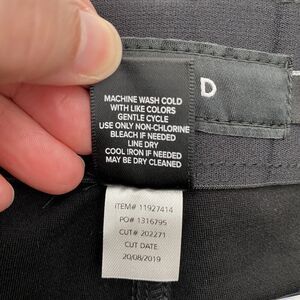 MACHINE WASH COLD
WITH LIKE COLORS
GENTLE CYCLE
USE ONLY NON-CHLORINE
BLEACH IF NEEDED
LINE DRY
COOL IRON IF NEEDED
MAY BE DRY CLEANED
D
ITEM# 11927414
PO# 1316795
CUT# 202271
CUT DATE
20/08/2019